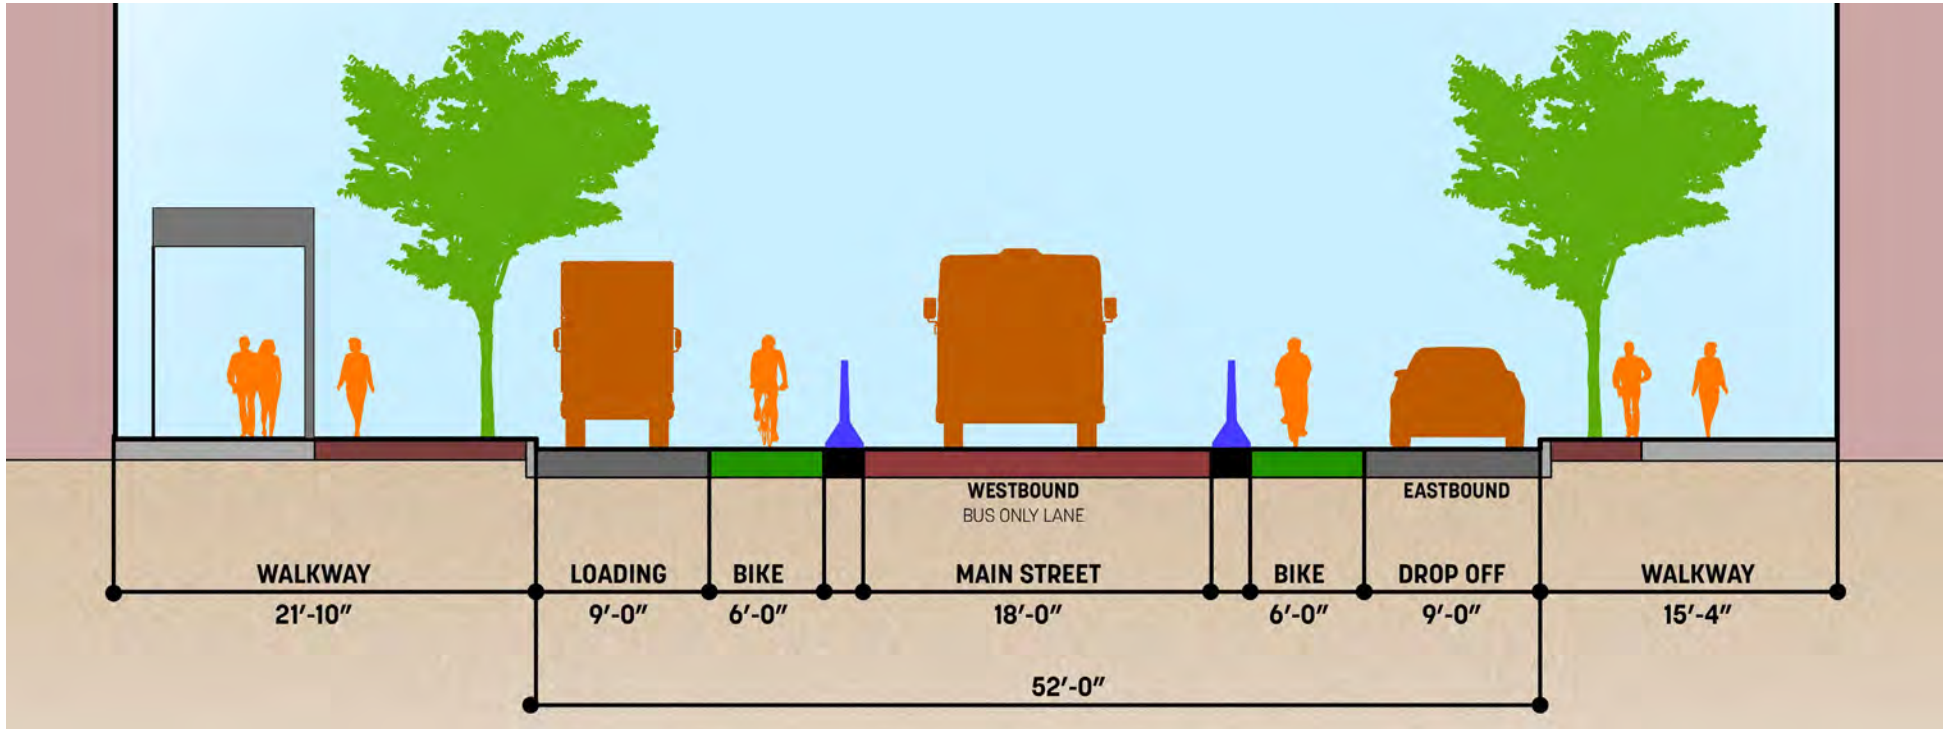 WESTBOUND
BUS ONLY LANE
EASTBOUND
WALKWAY
21'-10"
LOADING
9'-0"
BIKE
6'-0"
MAIN STREET
18'-0"
BIKE
6'-0"
DROP OFF
9'-0"
WALKWAY
15'-4"
52'-0"